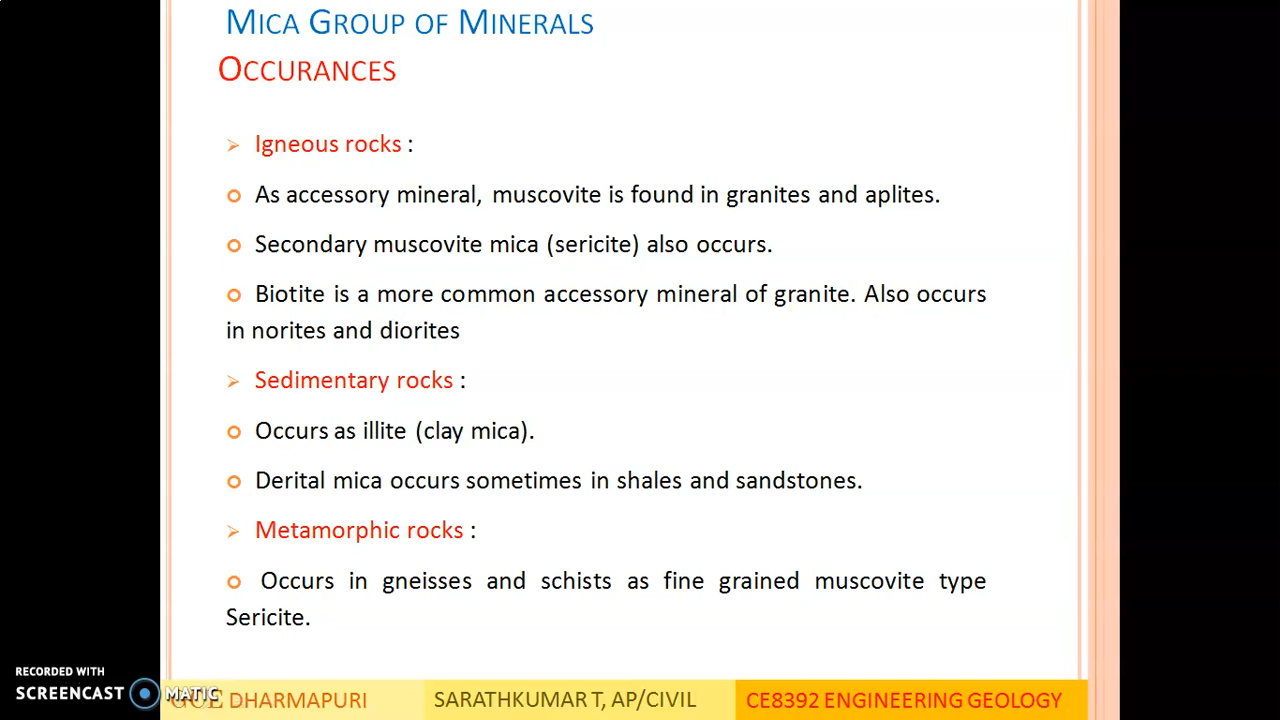 MICA GROUP OF MINERALS
OCCURANCES
➢ Igneous rocks :
As accessory mineral, muscovite is found in granites and aplites.
Secondary muscovite mica (sericite) also occurs.
Biotite is a more common accessory mineral of granite. Also occurs
in norites and diorites
➢ Sedimentary rocks :
Occurs as illite (clay mica).
Derital mica occurs sometimes in shales and sandstones.
➢ Metamorphic rocks :
Occurs in gneisses and schists as fine grained muscovite type
Sericite.
RECORDED WITH
SCREENCAST MATIC
DHARMAPURI
SARATHKUMAR T, AP/CIVIL
CE8392 ENGINEERING GEOLOGY